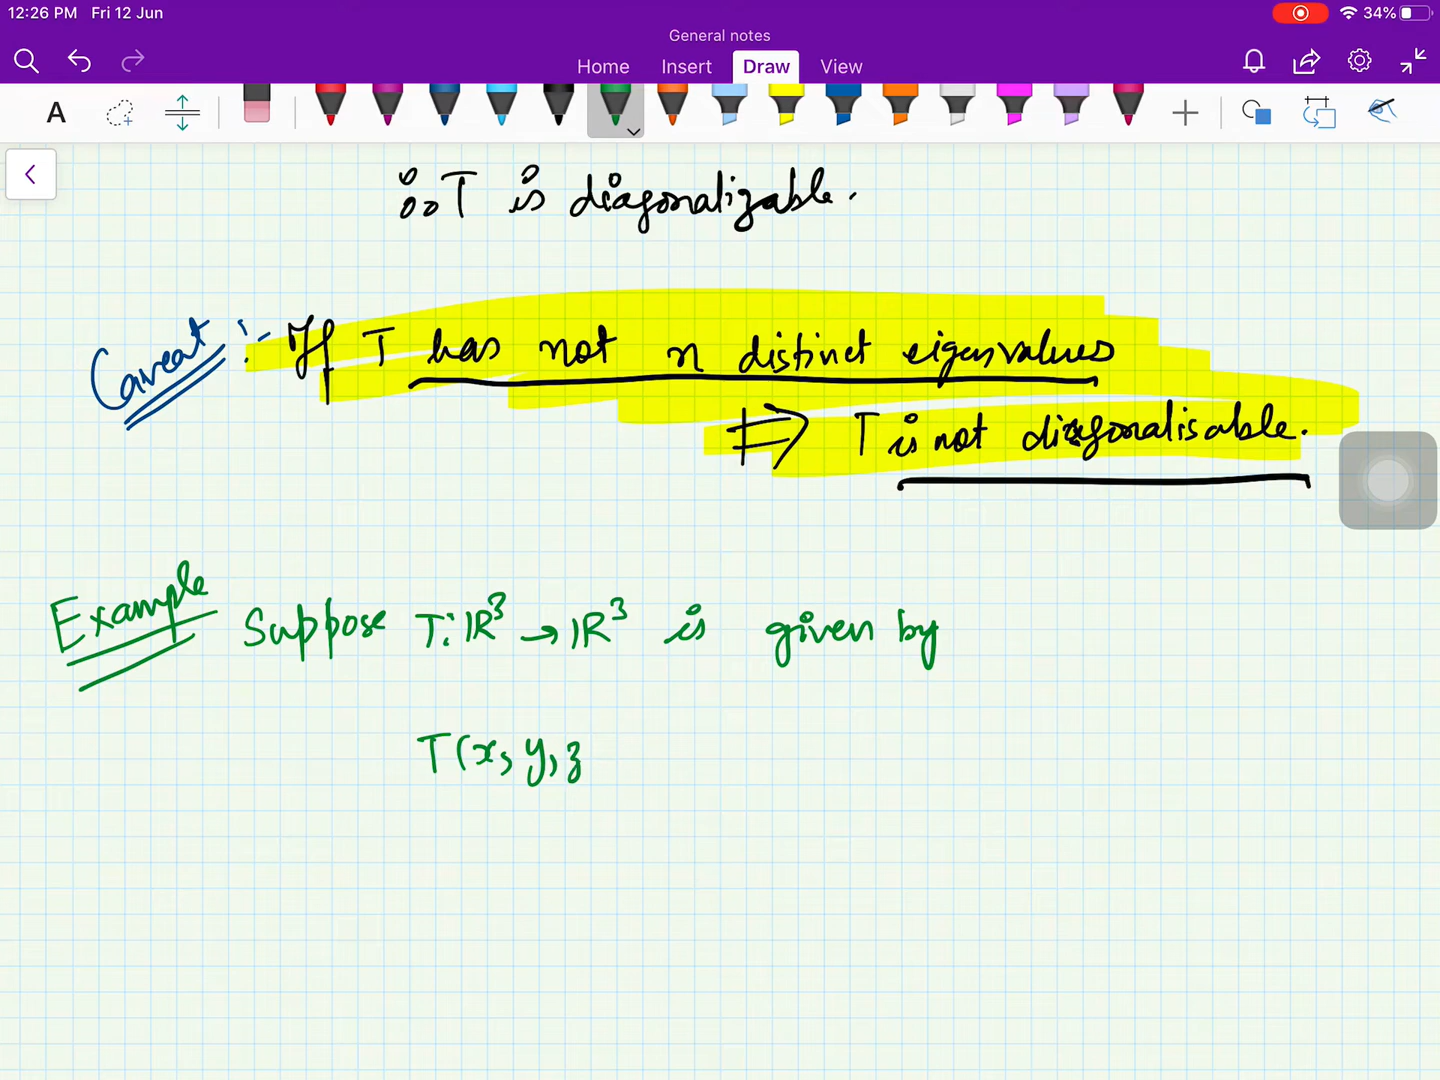 12:26 PM Fri 12 Jun
34%
General notes
Home Insert Draw View
A
∴ T is diagonalizable.
Caveat :- If T has not n distinct eigenvalues
⇏ T is not diagonalisable.
Example Suppose T: ℝ³ → ℝ³ is given by
T(x, y, z